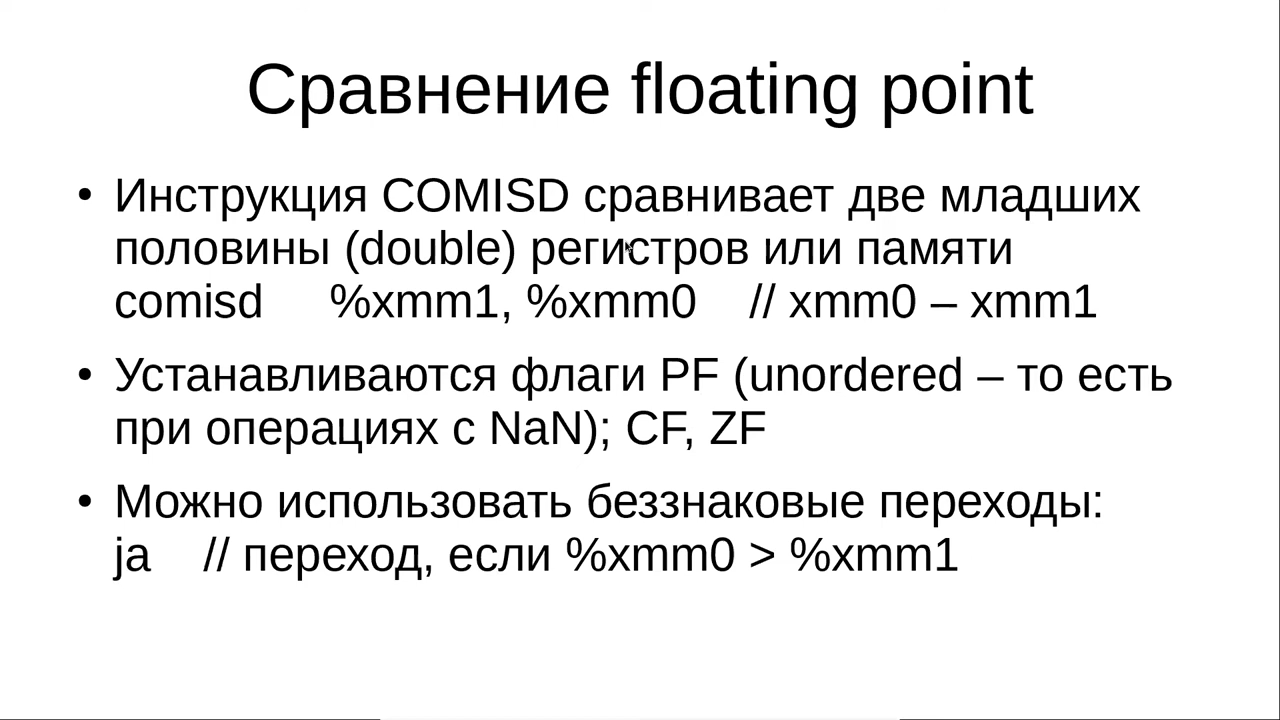 Сравнение floating point
• Инструкция COMISD сравнивает две младших
половины (double) регистров или памяти
comisd %xmm1, %xmm0 // xmm0 – xmm1
• Устанавливаются флаги PF (unordered – то есть
при операциях с NaN); CF, ZF
• Можно использовать беззнаковые переходы:
ja // переход, если %xmm0 > %xmm1